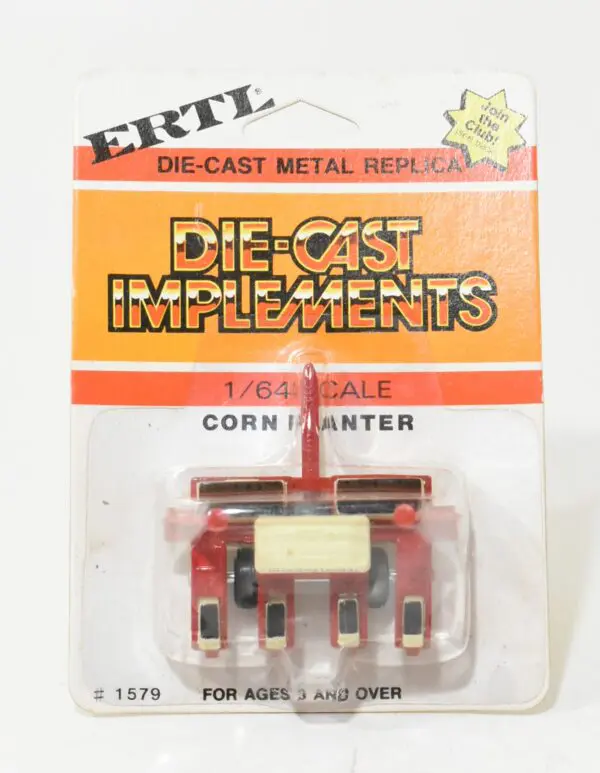 ERTL®
Join
the
Club!
DIE-CAST METAL REPLICA
DIE-CAST
IMPLEMENTS
1/64 SCALE
CORN PLANTER
# 1579 FOR AGES 3 AND OVER